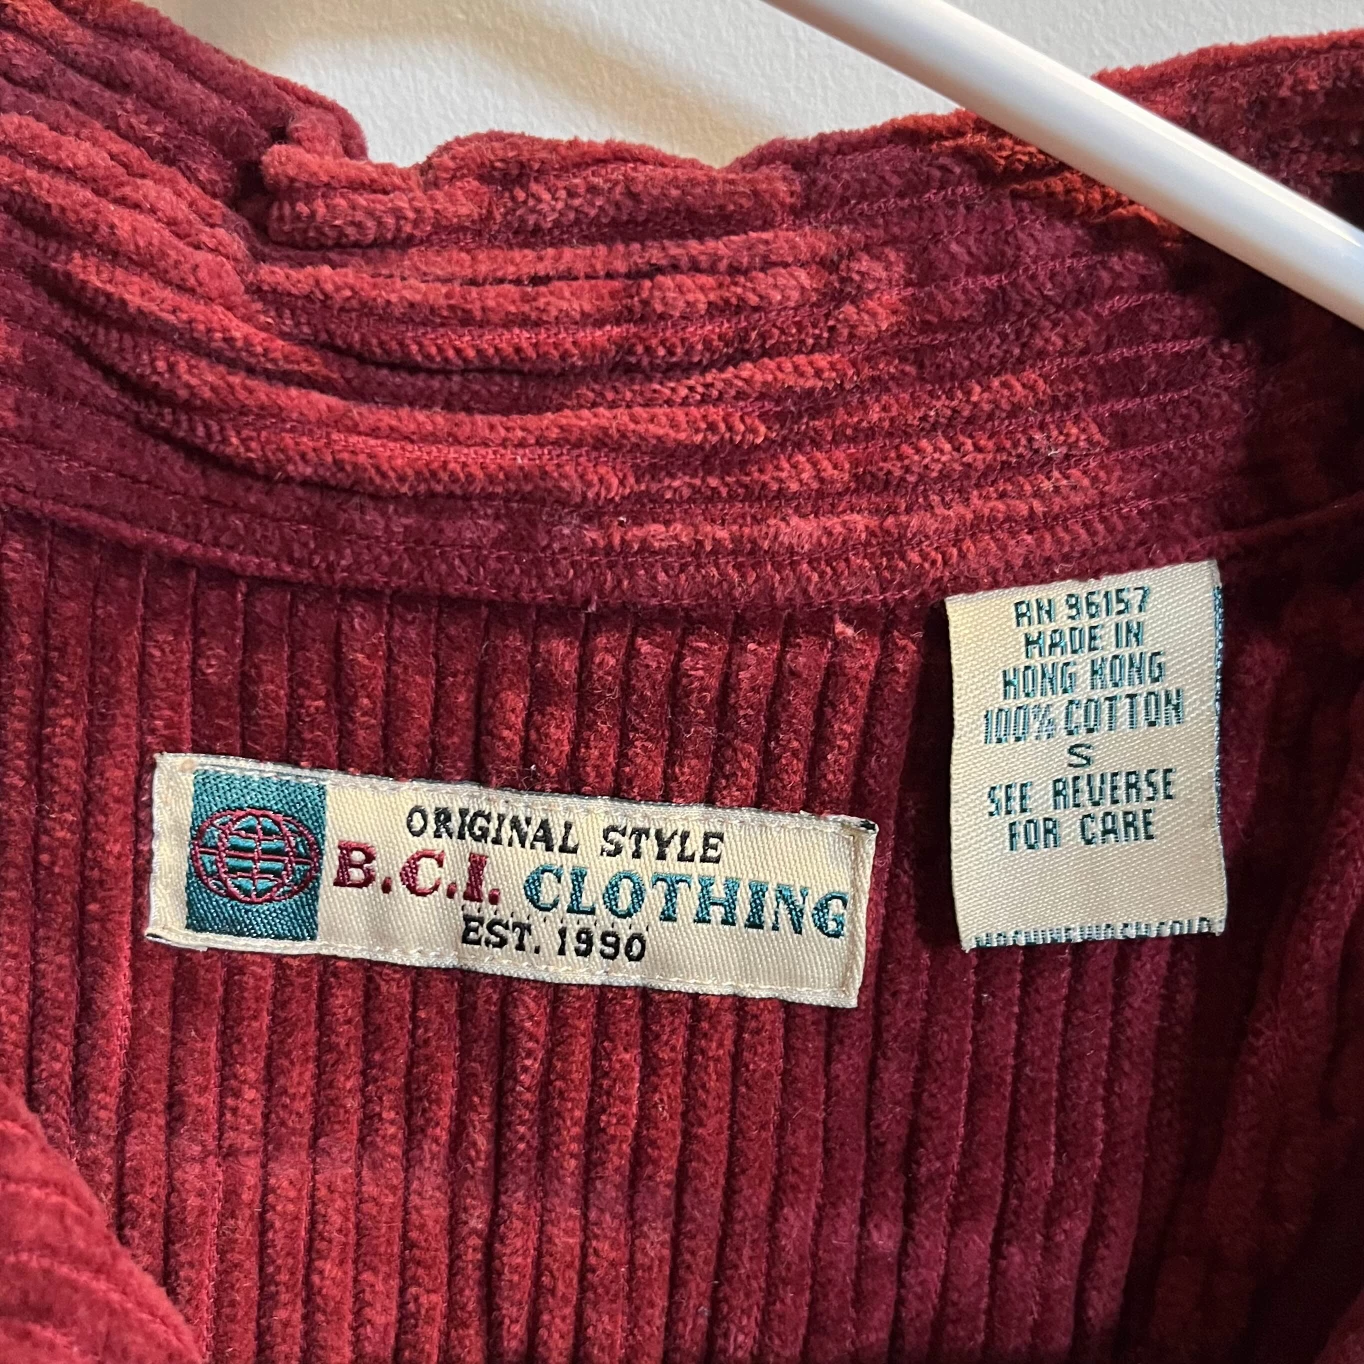 ORIGINAL STYLE
B.C.I. CLOTHING
EST. 1990
RN 96157
MADE IN
HONG KONG
100% COTTON
S
SEE REVERSE
FOR CARE